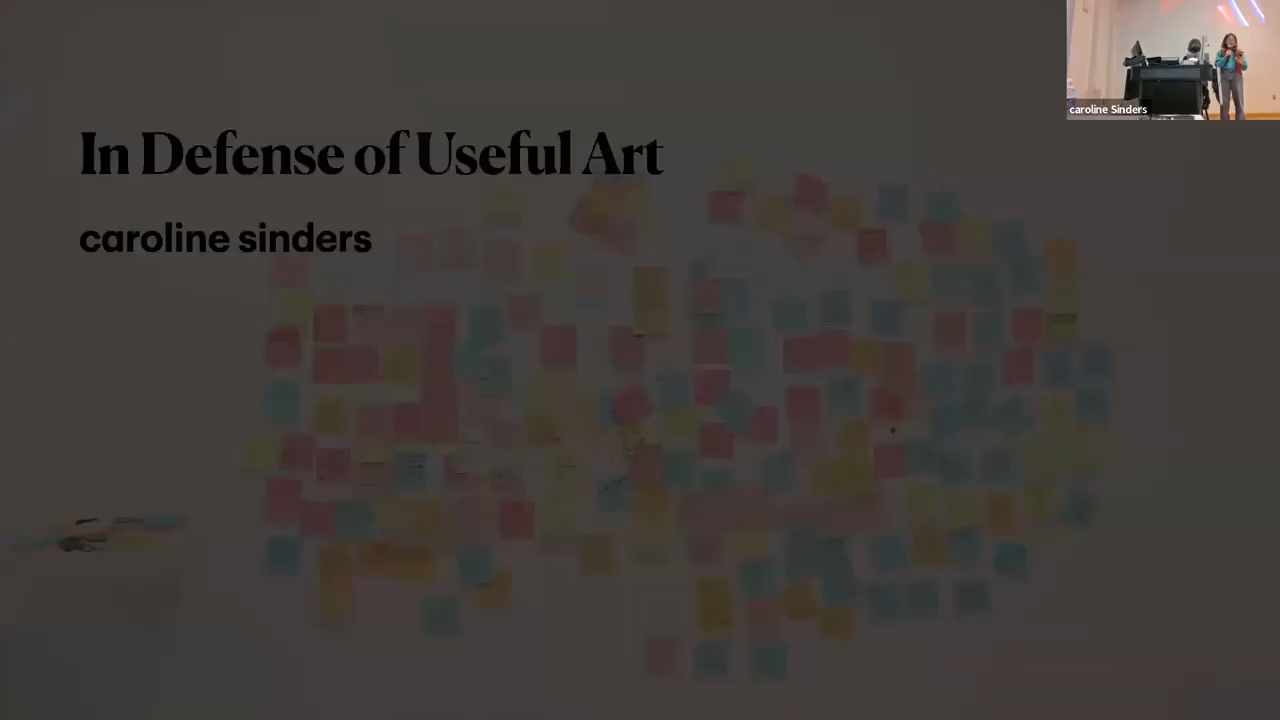 In Defense of Useful Art
caroline sinders
caroline Sinders